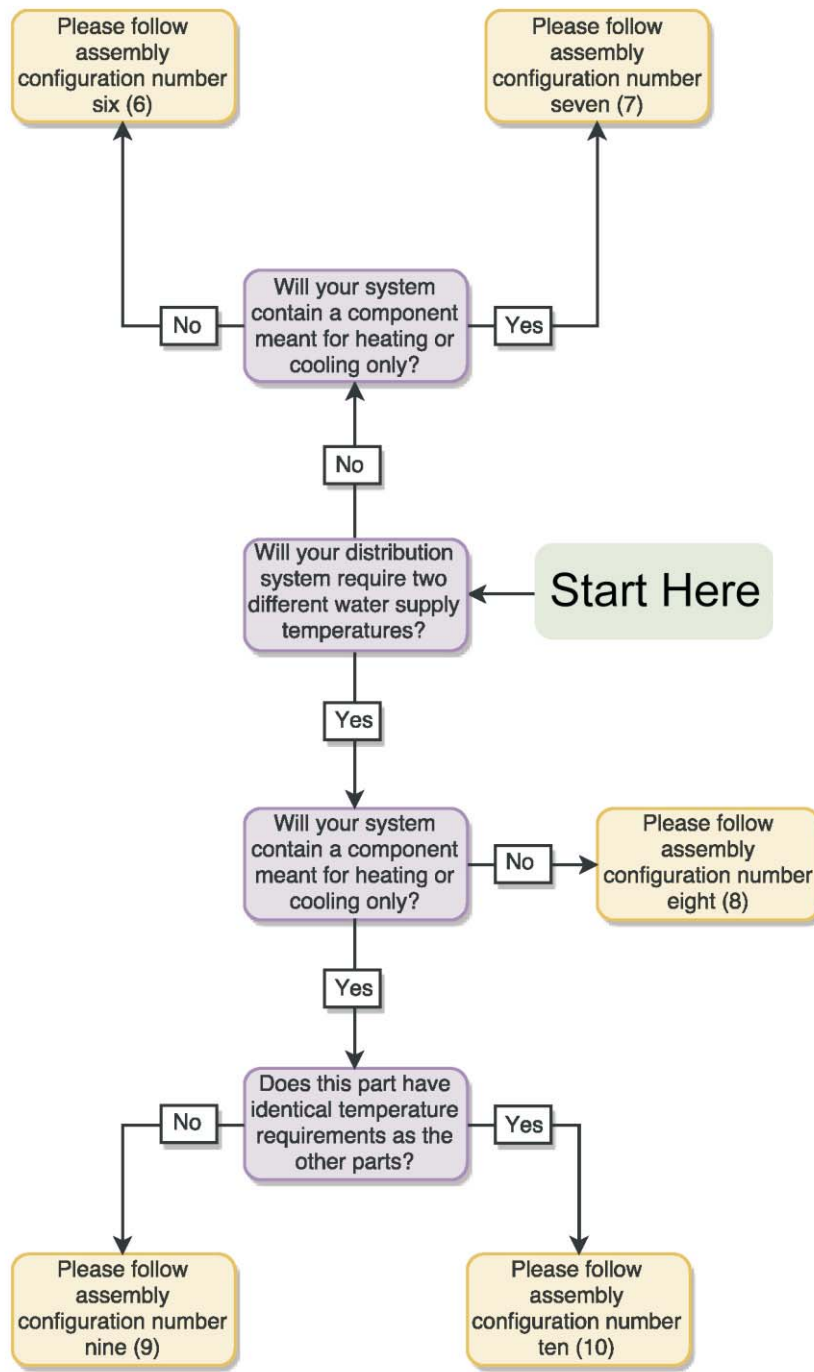 Please follow
assembly
configuration number
six (6)
Please follow
assembly
configuration number
seven (7)
Will your system
contain a component
meant for heating or
cooling only?
No
Yes
No
Will your distribution
system require two
different water supply
temperatures?
Start Here
Yes
Will your system
contain a component
meant for heating or
cooling only?
No
Please follow
assembly
configuration number
eight (8)
Yes
Does this part have
identical temperature
requirements as the
other parts?
No
Yes
Please follow
assembly
configuration number
nine (9)
Please follow
assembly
configuration number
ten (10)